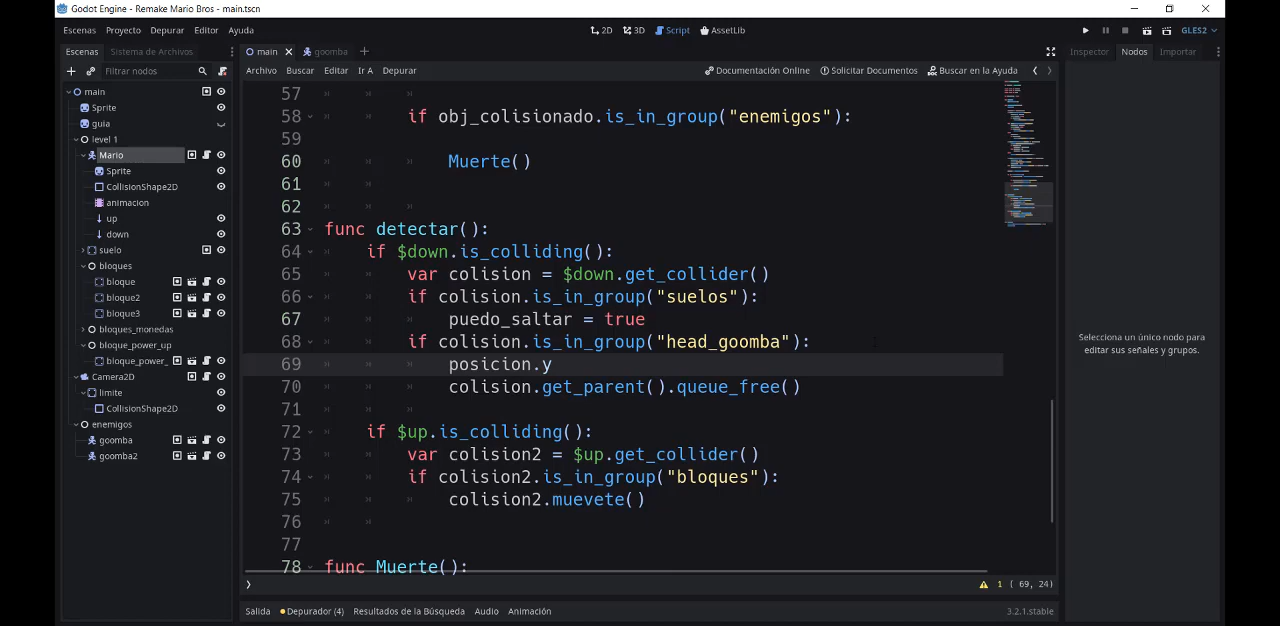 Godot Engine - Remake Mario Bros - main.tscn
Escenas Proyecto Depurar Editor Ayuda
2D 3D Script AssetLib
GLES2
Escenas Sistema de Archivos
main goomba
Inspector Nodos Importar
Filtrar nodos
Archivo Buscar Editar Ir A Depurar
Documentación Online Solicitar Documentos Buscar en la Ayuda
main
Sprite
guia
level 1
Mario
Sprite
CollisionShape2D
animacion
up
down
suelo
bloques
bloque
bloque2
bloque3
bloques_monedas
bloque_power_up
bloque_power_
Camera2D
limite
CollisionShape2D
enemigos
goomba
goomba2
57
58 if obj_colisionado.is_in_group("enemigos"):
59
60 Muerte()
61
62
63 func detectar():
64 if $down.is_colliding():
65 var colision = $down.get_collider()
66 if colision.is_in_group("suelos"):
67 puedo_saltar = true
68 if colision.is_in_group("head_goomba"):
69 posicion.y
70 colision.get_parent().queue_free()
71
72 if $up.is_colliding():
73 var colision2 = $up.get_collider()
74 if colision2.is_in_group("bloques"):
75 colision2.muevete()
76
77
78 func Muerte():
1 ( 69, 24)
Selecciona un único nodo para
editar sus señales y grupos.
Salida Depurador (4) Resultados de la Búsqueda Audio Animación
3.2.1.stable